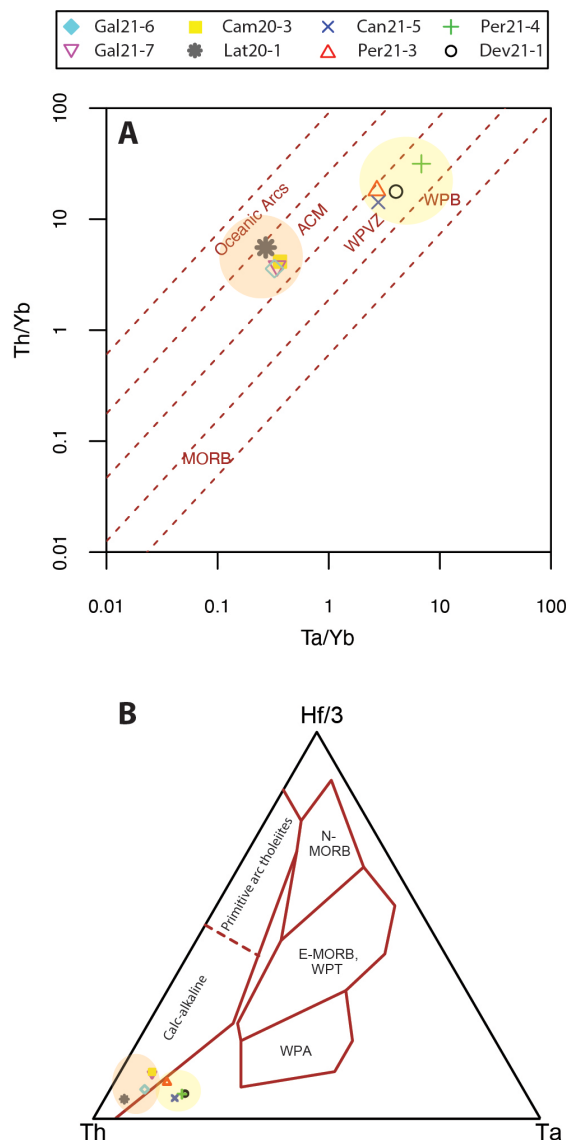 Gal21-6 Cam20-3 Can21-5 Per21-4
Gal21-7 Lat20-1 Per21-3 Dev21-1
A
100
10
1
0.1
0.01
Th/Yb
Oceanic Arcs
ACM
WPVZ
WPB
MORB
0.01 0.1 1 10 100
Ta/Yb
B
Hf/3
Primitive arc tholeiites
N-
MORB
E-MORB,
WPT
Calc-alkaline
WPA
Th Ta